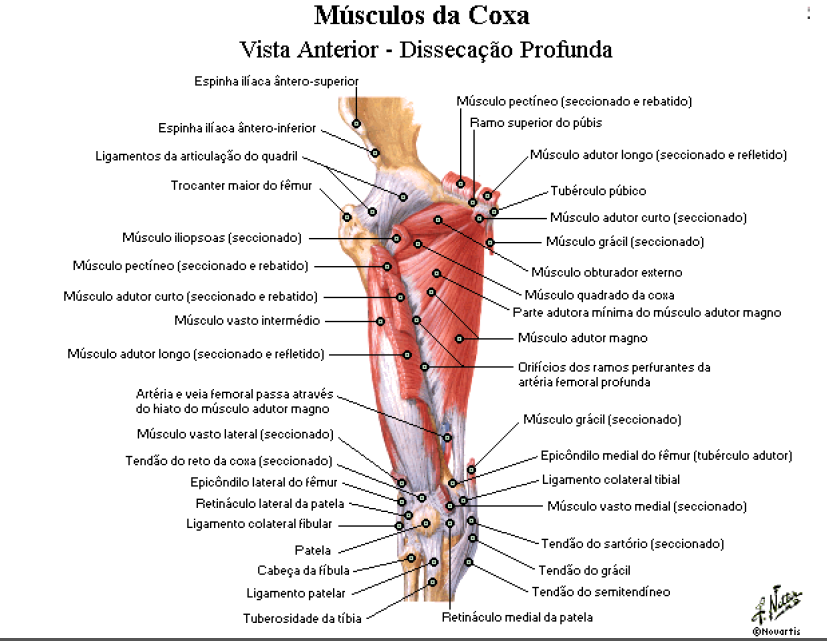 Músculos da Coxa
Vista Anterior - Dissecação Profunda
Espinha ilíaca ântero-superior
Espinha ilíaca ântero-inferior
Ligamentos da articulação do quadril
Trocanter maior do fêmur
Músculo iliopsoas (seccionado)
Músculo pectíneo (seccionado e rebatido)
Músculo adutor curto (seccionado e rebatido)
Músculo vasto intermédio
Músculo adutor longo (seccionado e refletido)
Artéria e veia femoral passa através
do hiato do músculo adutor magno
Músculo vasto lateral (seccionado)
Tendão do reto da coxa (seccionado)
Epicôndilo lateral do fêmur
Retináculo lateral da patela
Ligamento colateral fibular
Patela
Cabeça da fíbula
Ligamento patelar
Tuberosidade da tíbia
Músculo pectíneo (seccionado e rebatido)
Ramo superior do púbis
Músculo adutor longo (seccionado e refletido)
Tubérculo púbico
Músculo adutor curto (seccionado)
Músculo grácil (seccionado)
Músculo obturador externo
Músculo quadrado da coxa
Parte adutora mínima do músculo adutor magno
Músculo adutor magno
Orifícios dos ramos perfurantes da
artéria femoral profunda
Músculo grácil (seccionado)
Epicôndilo medial do fêmur (tubérculo adutor)
Ligamento colateral tibial
Músculo vasto medial (seccionado)
Tendão do sartório (seccionado)
Tendão do grácil
Tendão do semitendíneo
Retináculo medial da patela
©Novartis